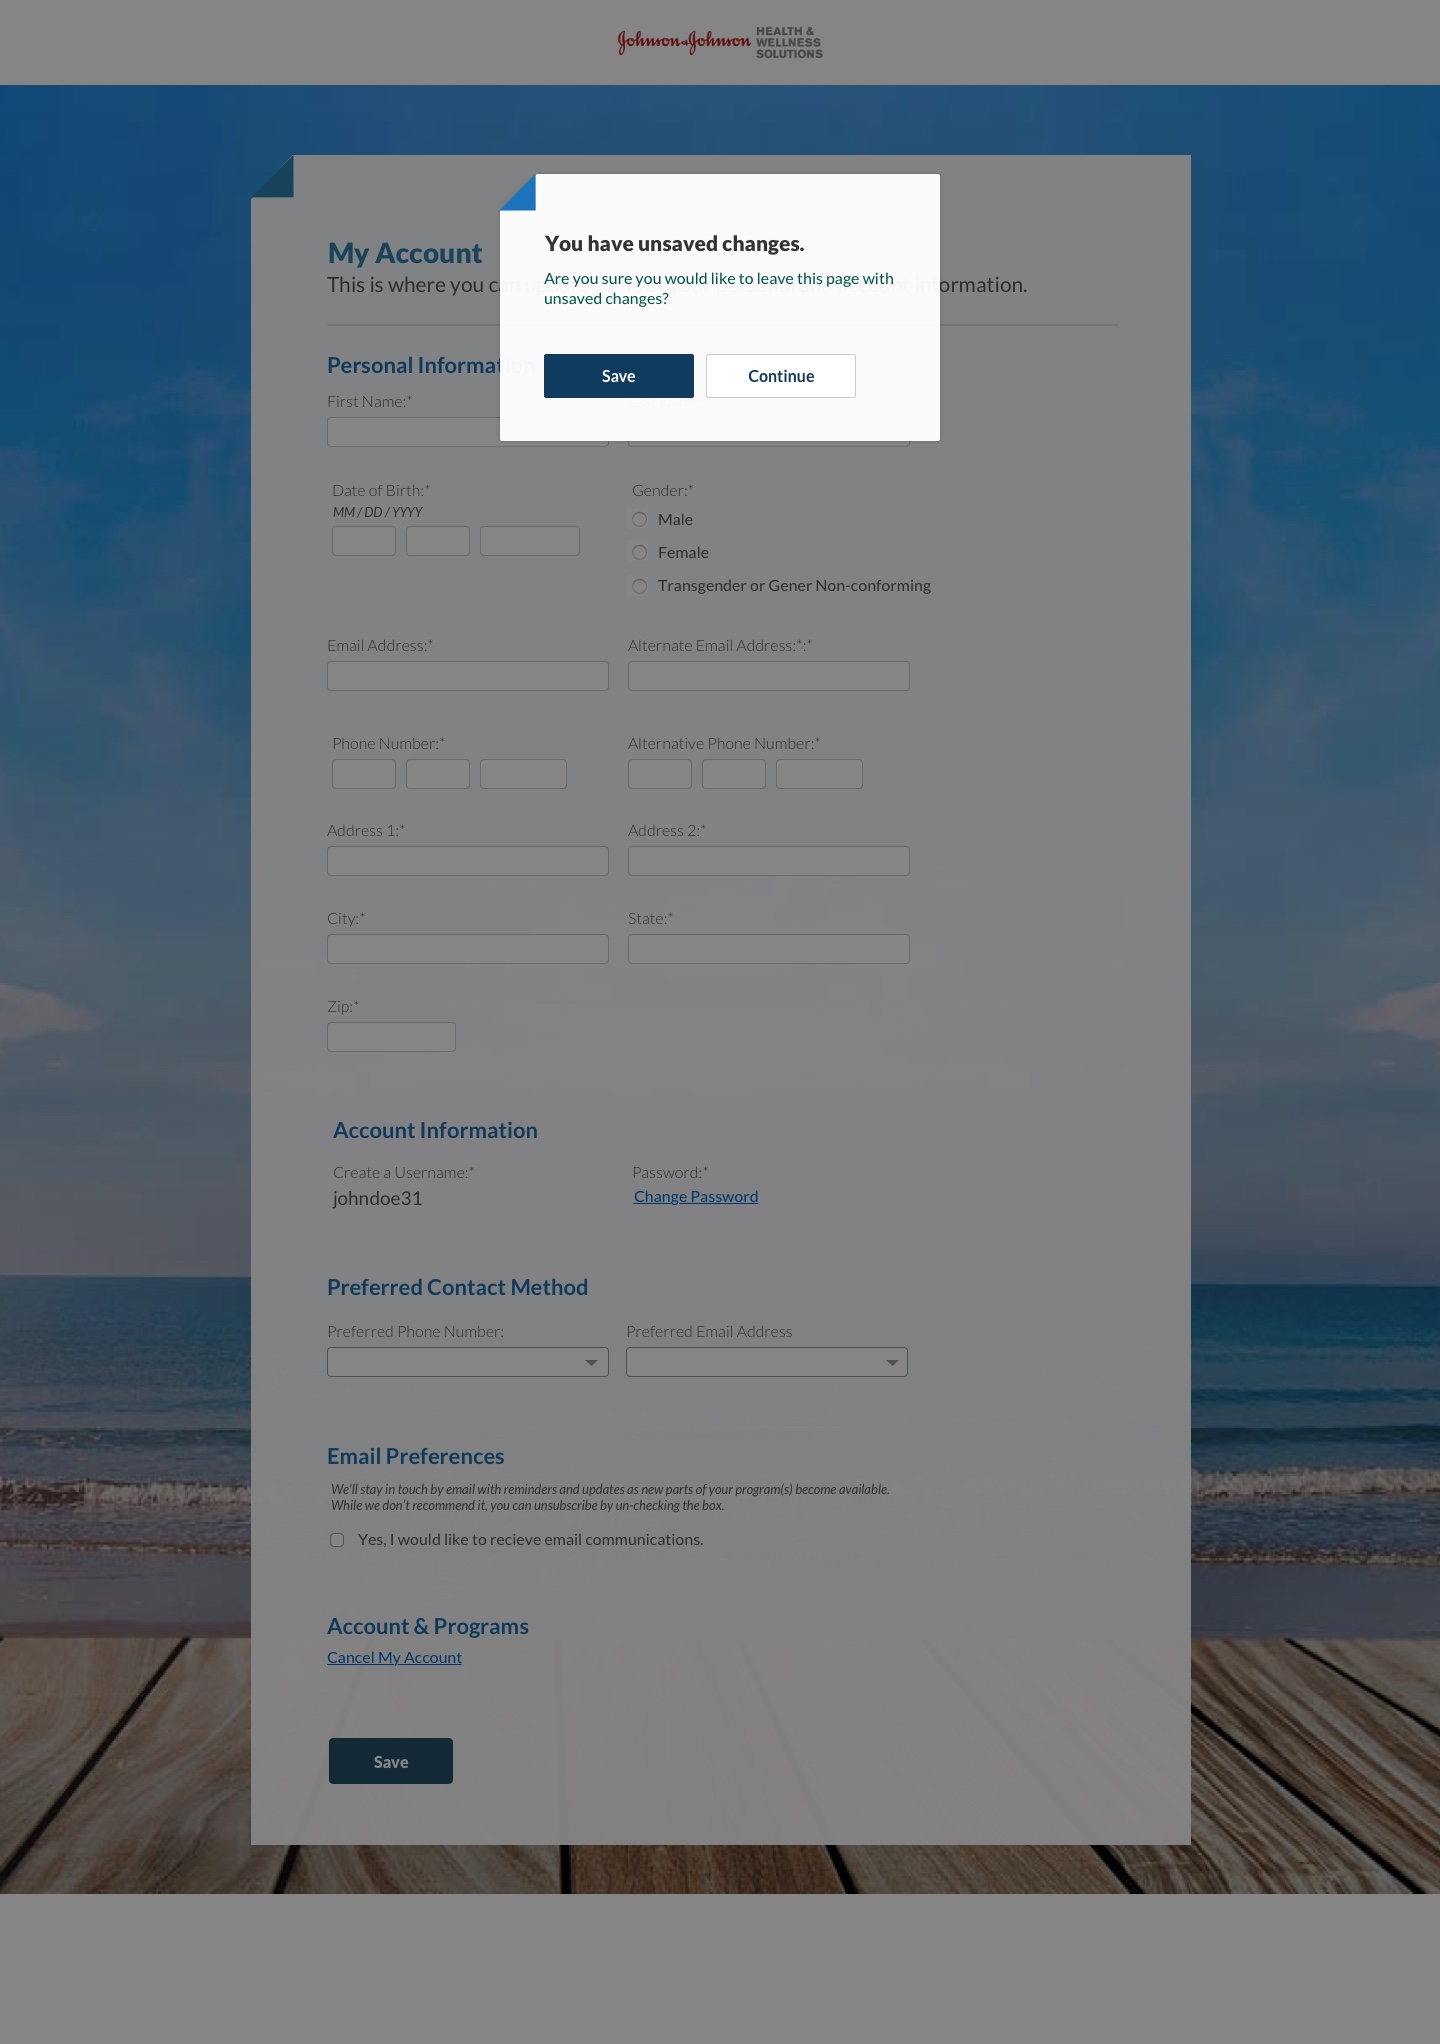 Johnson & Johnson HEALTH &
WELLNESS
SOLUTIONS
You have unsaved changes.
Are you sure you would like to leave this page with
unsaved changes?
Save Continue
My Account
This is where you can information.
Personal Information
First Name:*
Date of Birth:* Gender:*
MM / DD / YYYY
Male
Female
Transgender or Gener Non-conforming
Email Address:* Alternate Email Address:*:*
Phone Number:* Alternative Phone Number:*
Address 1:* Address 2:*
City:* State:*
Zip:*
Account Information
Create a Username:* Password:*
johndoe31 Change Password
Preferred Contact Method
Preferred Phone Number: Preferred Email Address
Email Preferences
We'll stay in touch by email with reminders and updates as new parts of your program(s) become available.
While we don't recommend it, you can unsubscribe by un-checking the box.
Yes, I would like to recieve email communications.
Account & Programs
Cancel My Account
Save